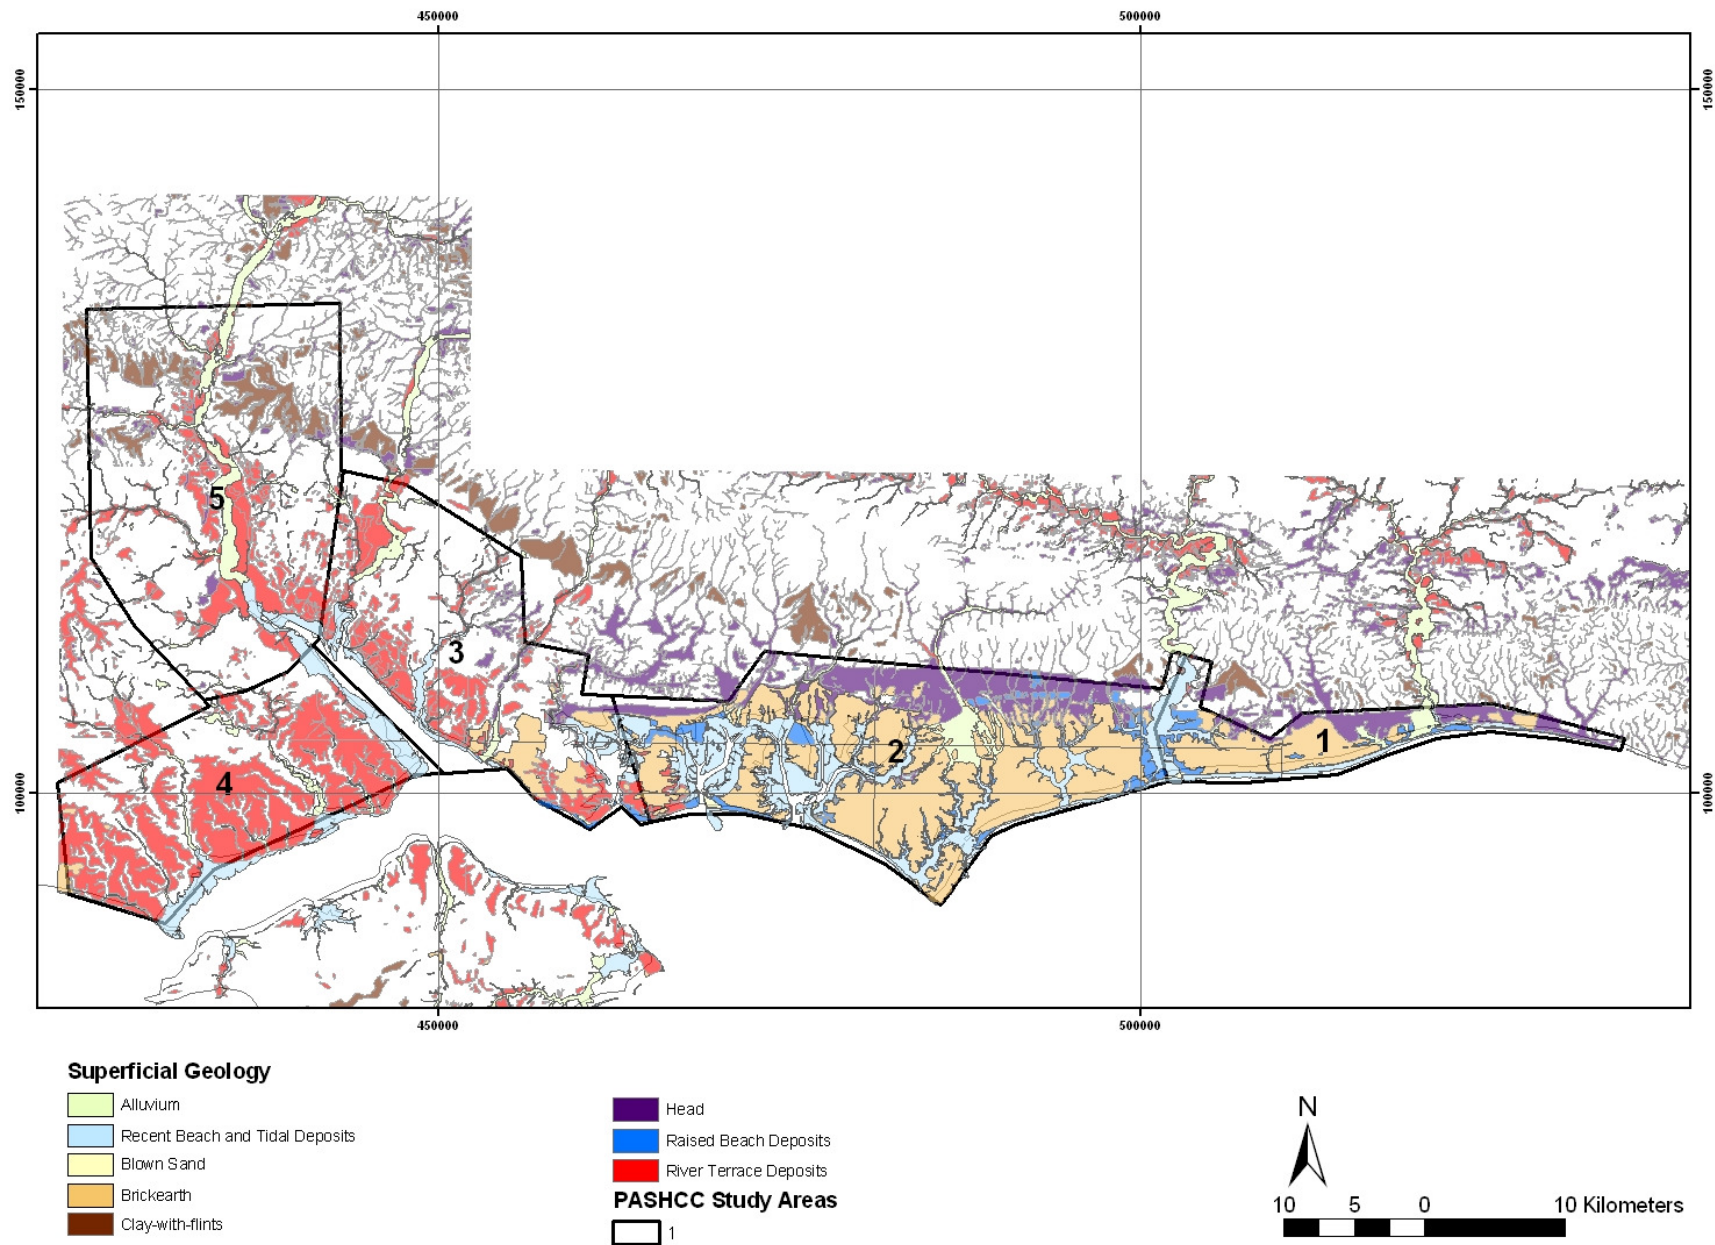 450000
500000
150000
150000
5
3
2
1
4
100000
100000
450000
500000
Superficial Geology
Alluvium
Recent Beach and Tidal Deposits
Blown Sand
Brickearth
Clay-with-flints
Head
Raised Beach Deposits
River Terrace Deposits
PASHCC Study Areas
1
N
10 5 0 10 Kilometers